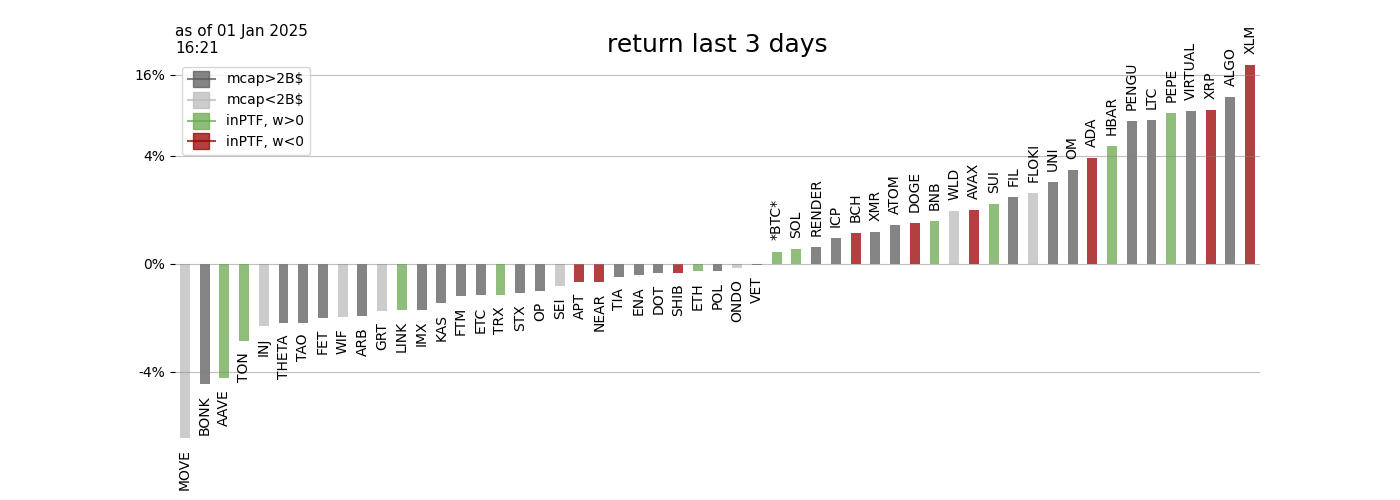 as of 01 Jan 2025
16:21
return last 3 days
mcap>2B$
mcap<2B$
inPTF, w>0
inPTF, w<0
16%
4%
0%
-4%
MOVE
BONK
AAVE
TON
INJ
THETA
TAO
FET
WIF
ARB
GRT
LINK
IMX
KAS
FTM
ETC
TRX
STX
OP
SEI
APT
NEAR
TIA
ENA
DOT
SHIB
ETH
POL
ONDO
VET
*BTC*
SOL
RENDER
ICP
BCH
XMR
ATOM
DOGE
BNB
WLD
AVAX
SUI
FIL
FLOKI
UNI
OM
ADA
HBAR
PENGU
LTC
PEPE
VIRTUAL
XRP
ALGO
XLM